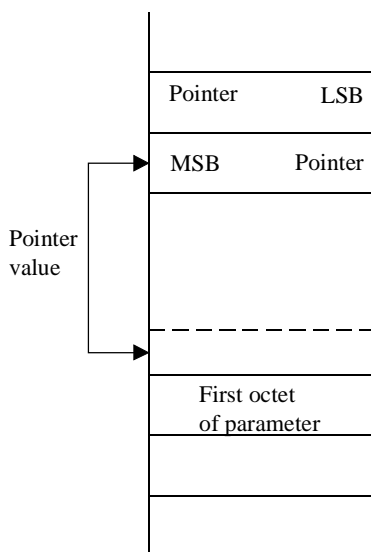 Pointer LSB
MSB Pointer
Pointer
value
First octet
of parameter